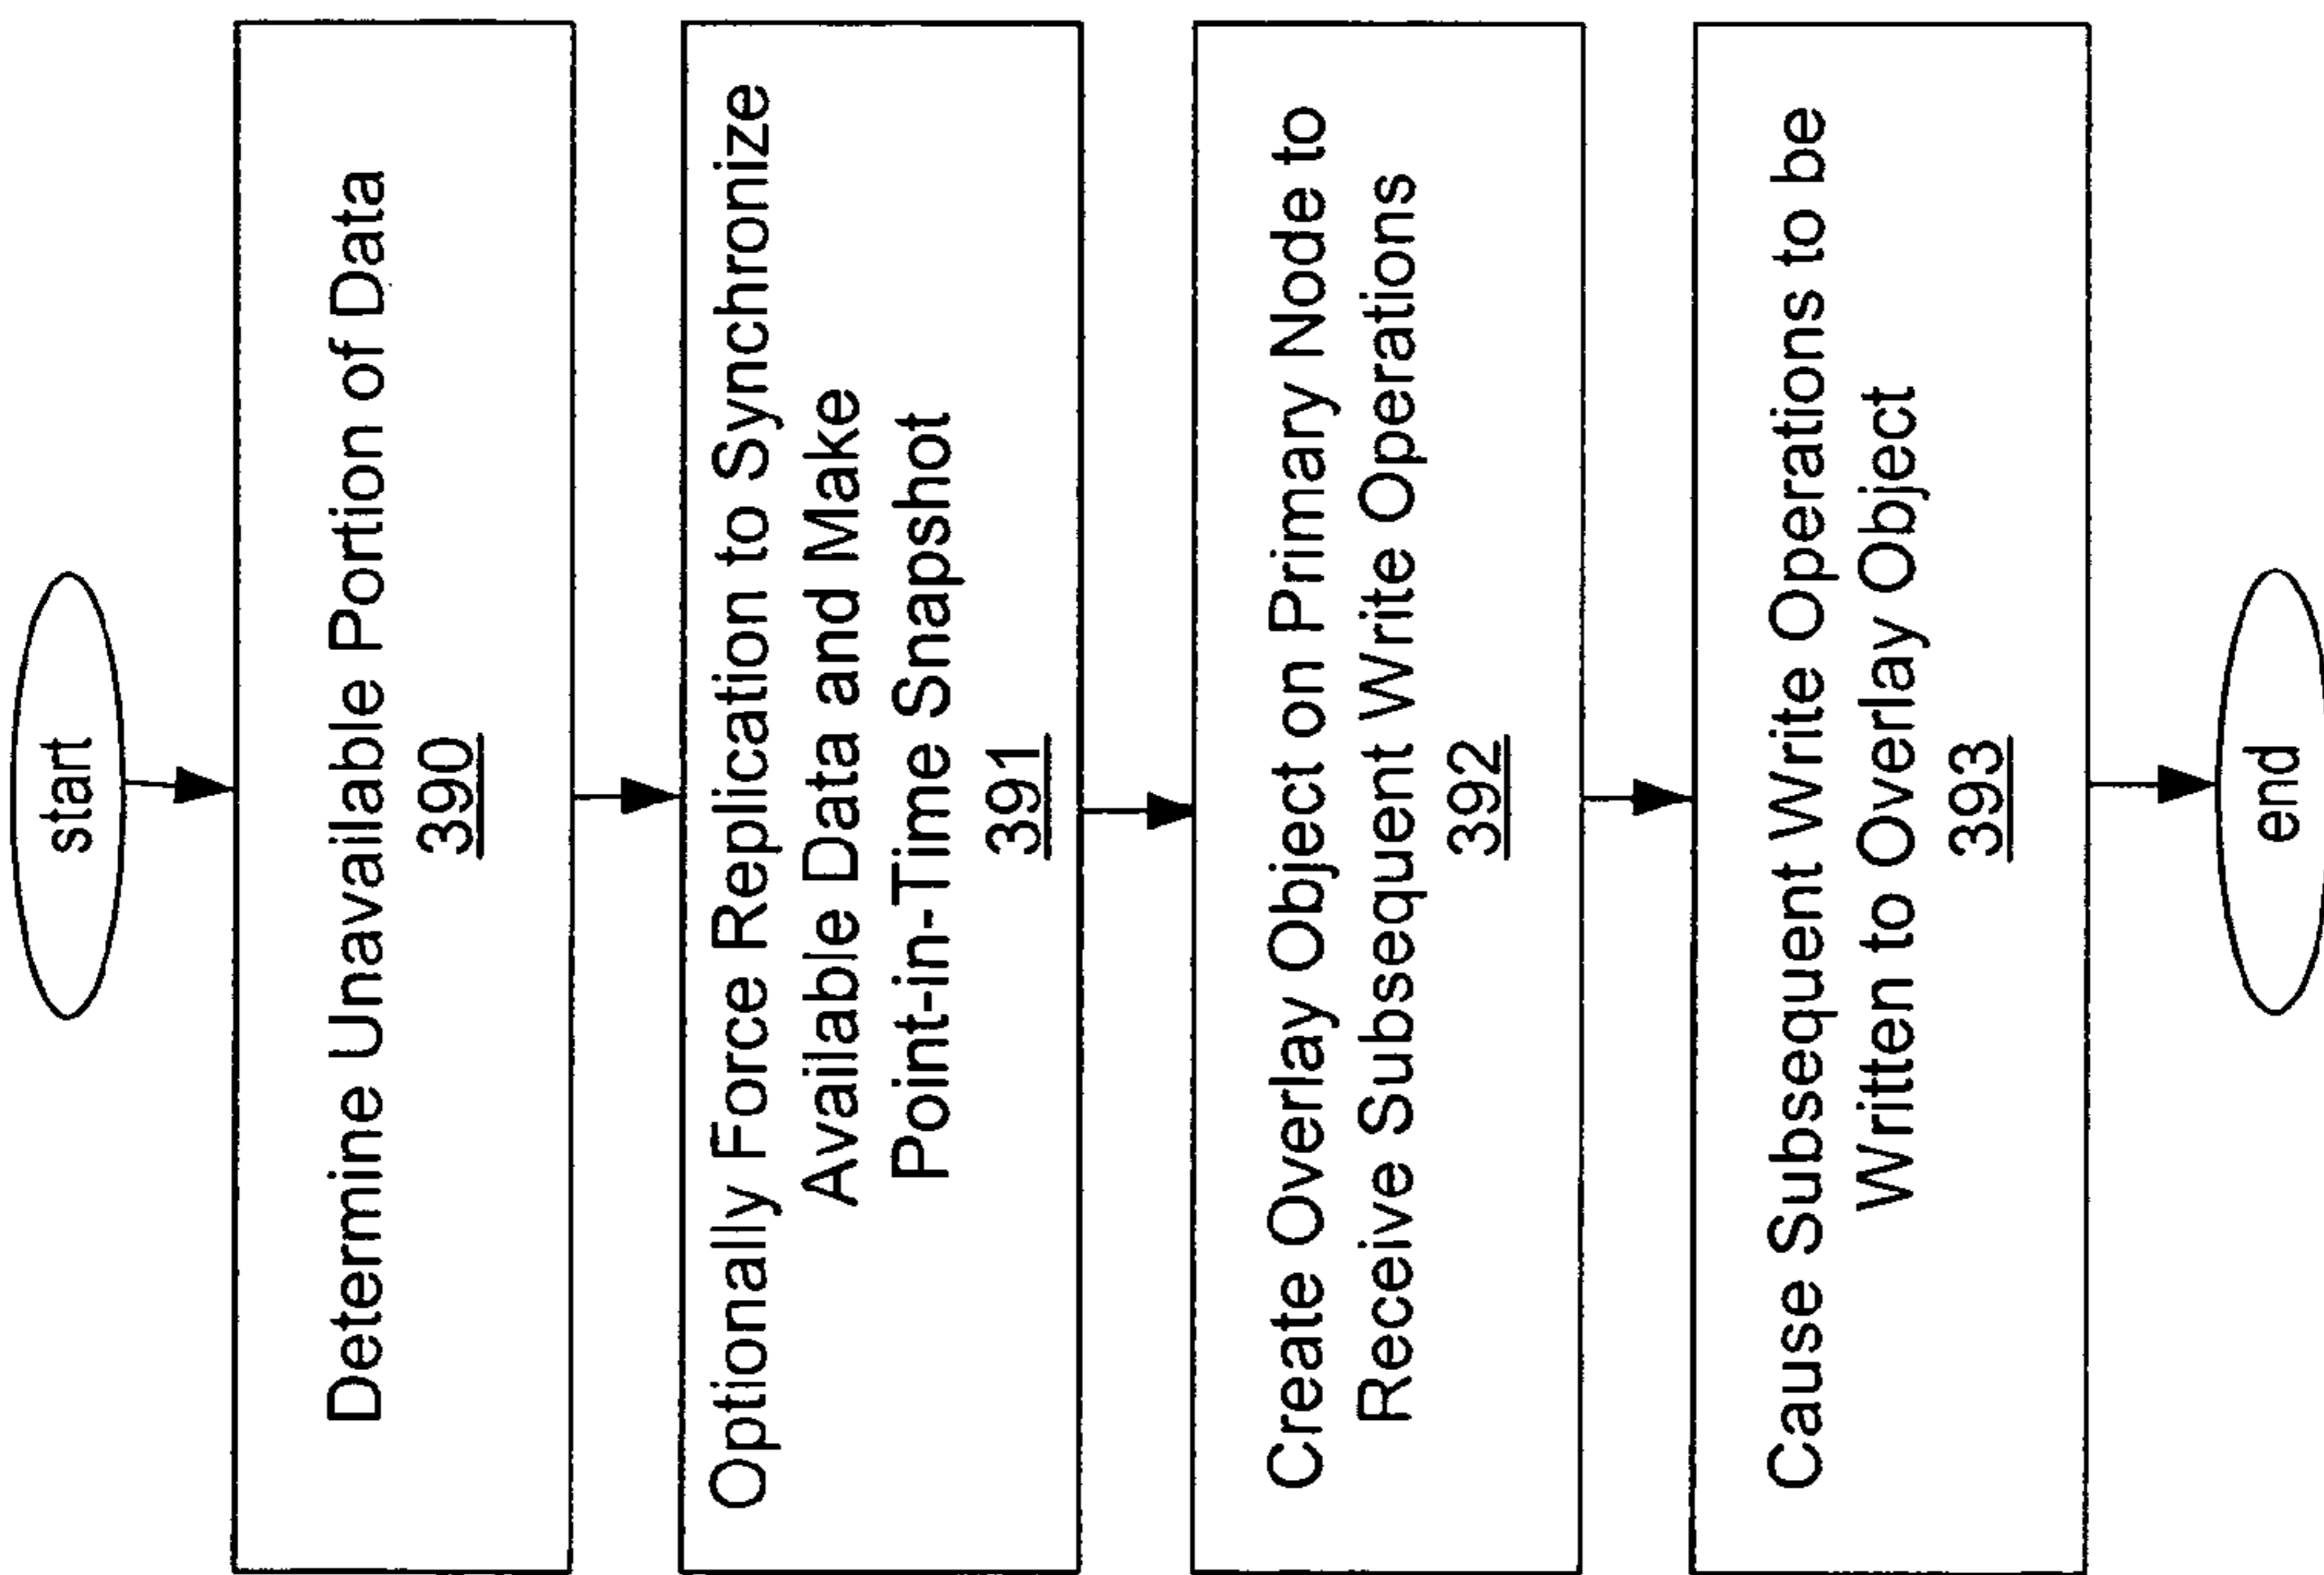 start
Determine Unavailable Portion of Data
390
Optionally Force Replication to Synchronize
Available Data and Make
Point-in-Time Snapshot
391
Create Overlay Object on Primary Node to
Receive Subsequent Write Operations
392
Cause Subsequent Write Operations to be
Written to Overlay Object
393
end